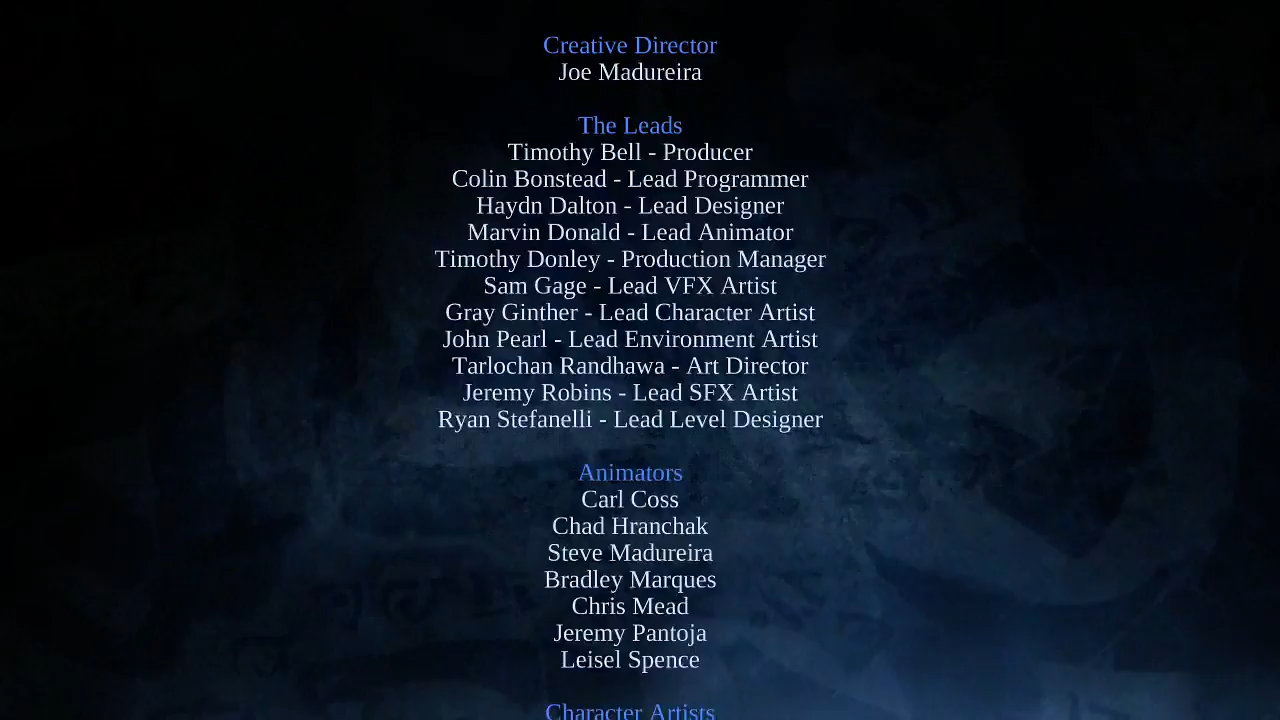 Creative Director
Joe Madureira
The Leads
Timothy Bell - Producer
Colin Bonstead - Lead Programmer
Haydn Dalton - Lead Designer
Marvin Donald - Lead Animator
Timothy Donley - Production Manager
Sam Gage - Lead VFX Artist
Gray Ginther - Lead Character Artist
John Pearl - Lead Environment Artist
Tarlochan Randhawa - Art Director
Jeremy Robins - Lead SFX Artist
Ryan Stefanelli - Lead Level Designer
Animators
Carl Coss
Chad Hranchak
Steve Madureira
Bradley Marques
Chris Mead
Jeremy Pantoja
Leisel Spence
Character Artists